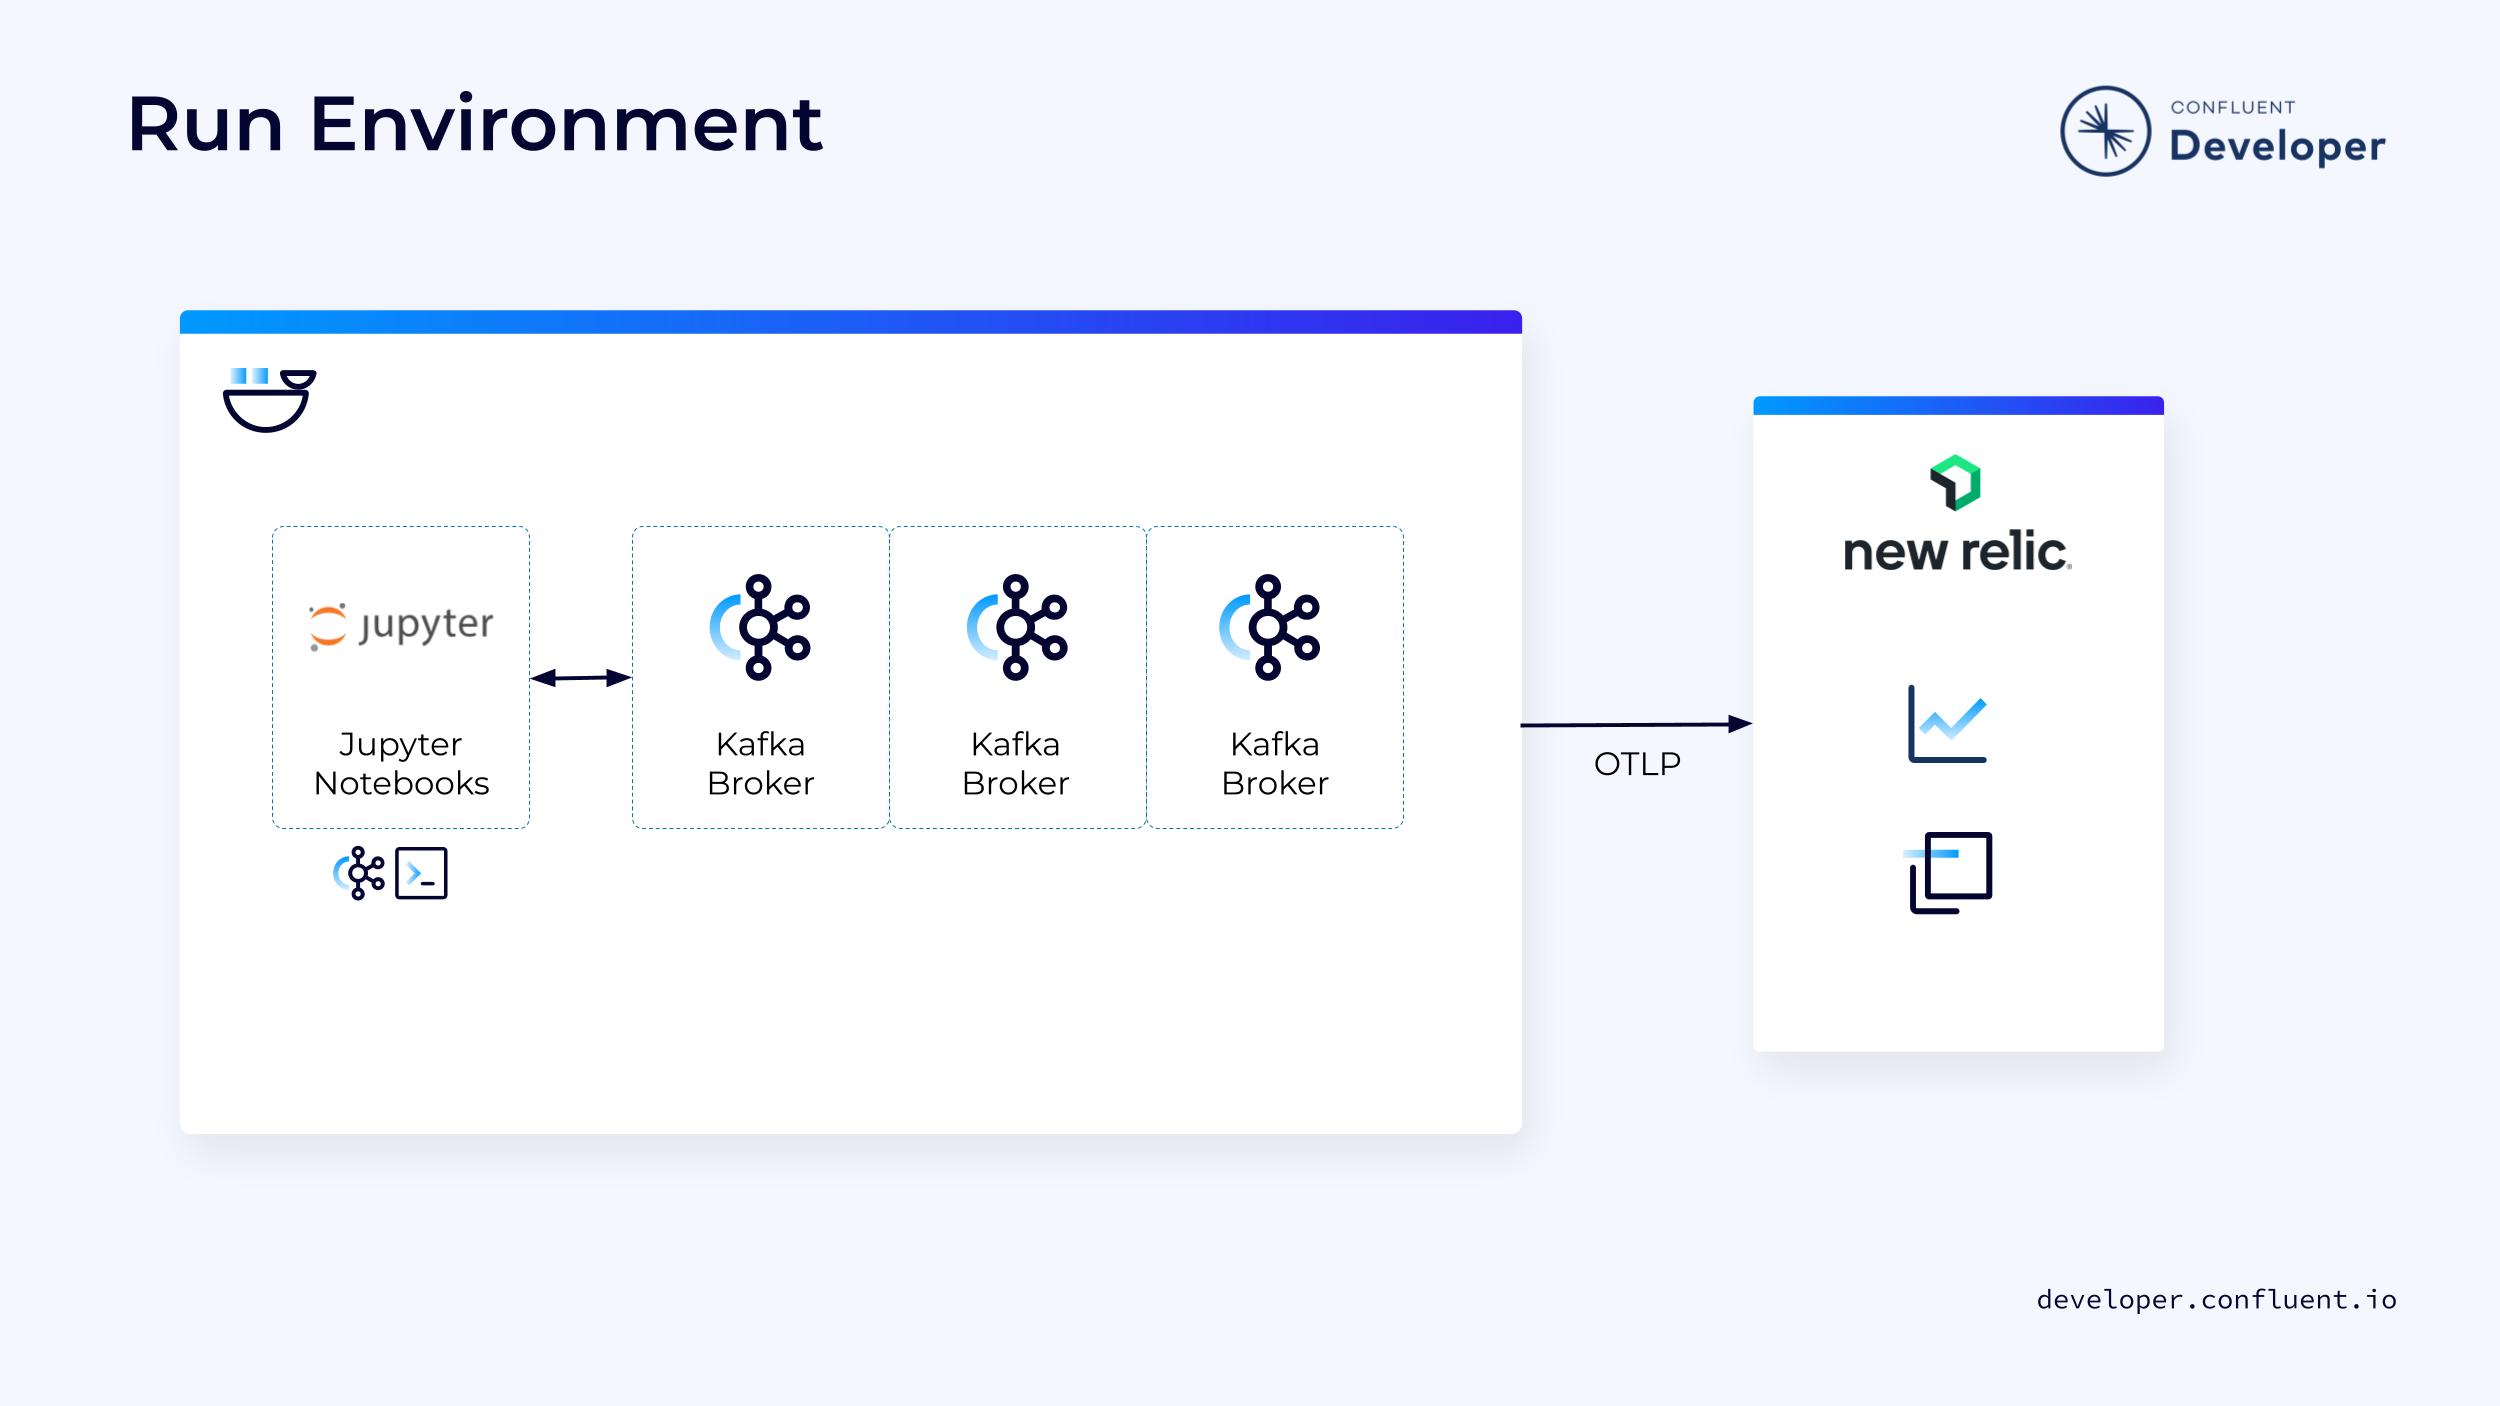 Run Environment
CONFLUENT
Developer
new relic®
jupyter
Jupyter
Notebooks
Kafka
Broker
Kafka
Broker
Kafka
Broker
OTLP
developer.confluent.io